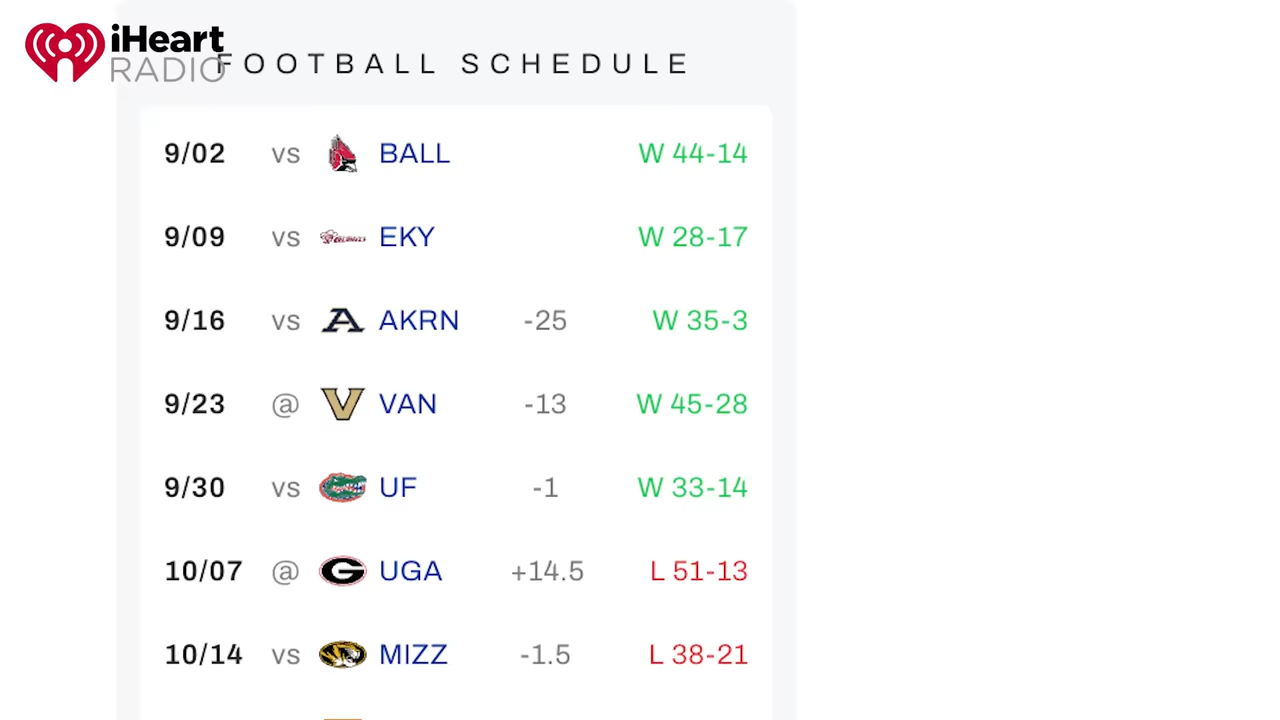 iHeart
RADIO
FOOTBALL SCHEDULE
9/02 vs BALL W 44-14
9/09 vs EKY W 28-17
9/16 vs AKRN -25 W 35-3
9/23 @ VAN -13 W 45-28
9/30 vs UF -1 W 33-14
10/07 @ UGA +14.5 L 51-13
10/14 vs MIZZ -1.5 L 38-21